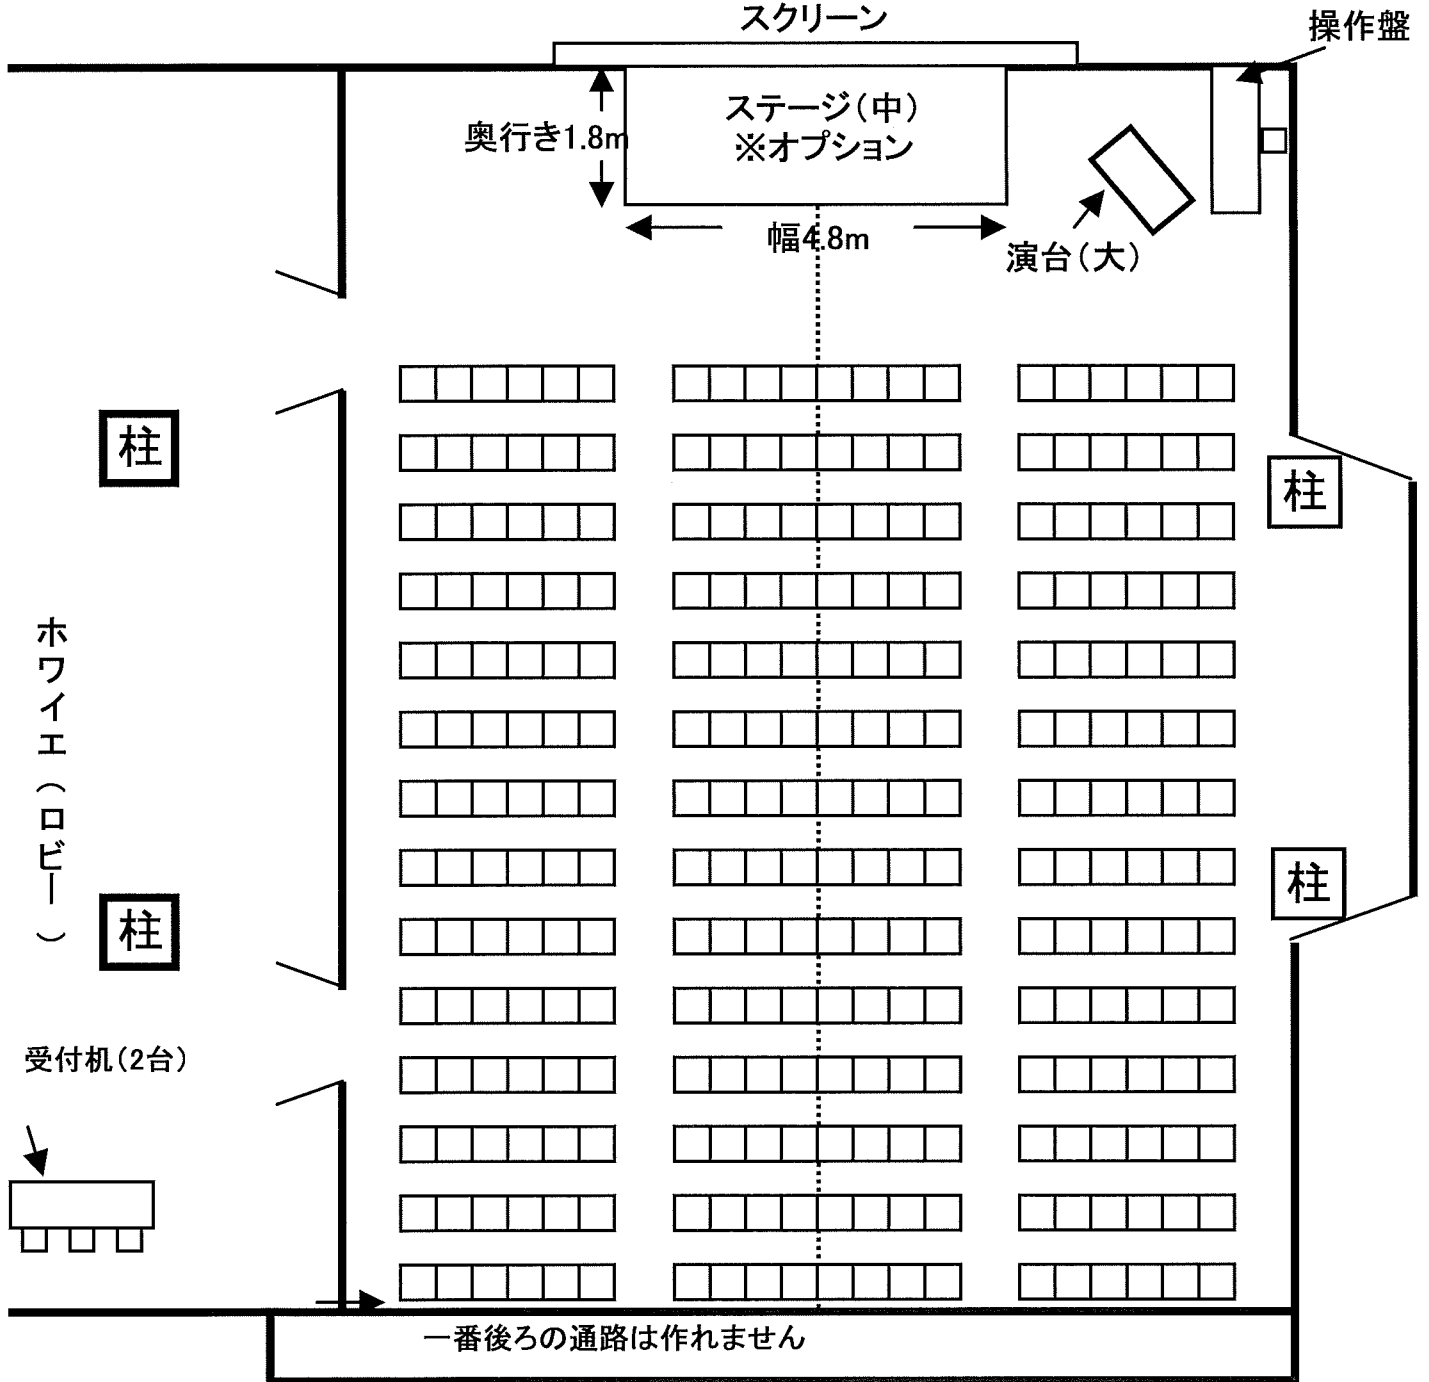 スクリーン
操作盤
ステージ（中）
※オプション
奥行き1.8m
幅4.8m
演台（大）
柱
柱
ホワイエ（ロビー）
柱
柱
受付机（2台）
一番後ろの通路は作れません